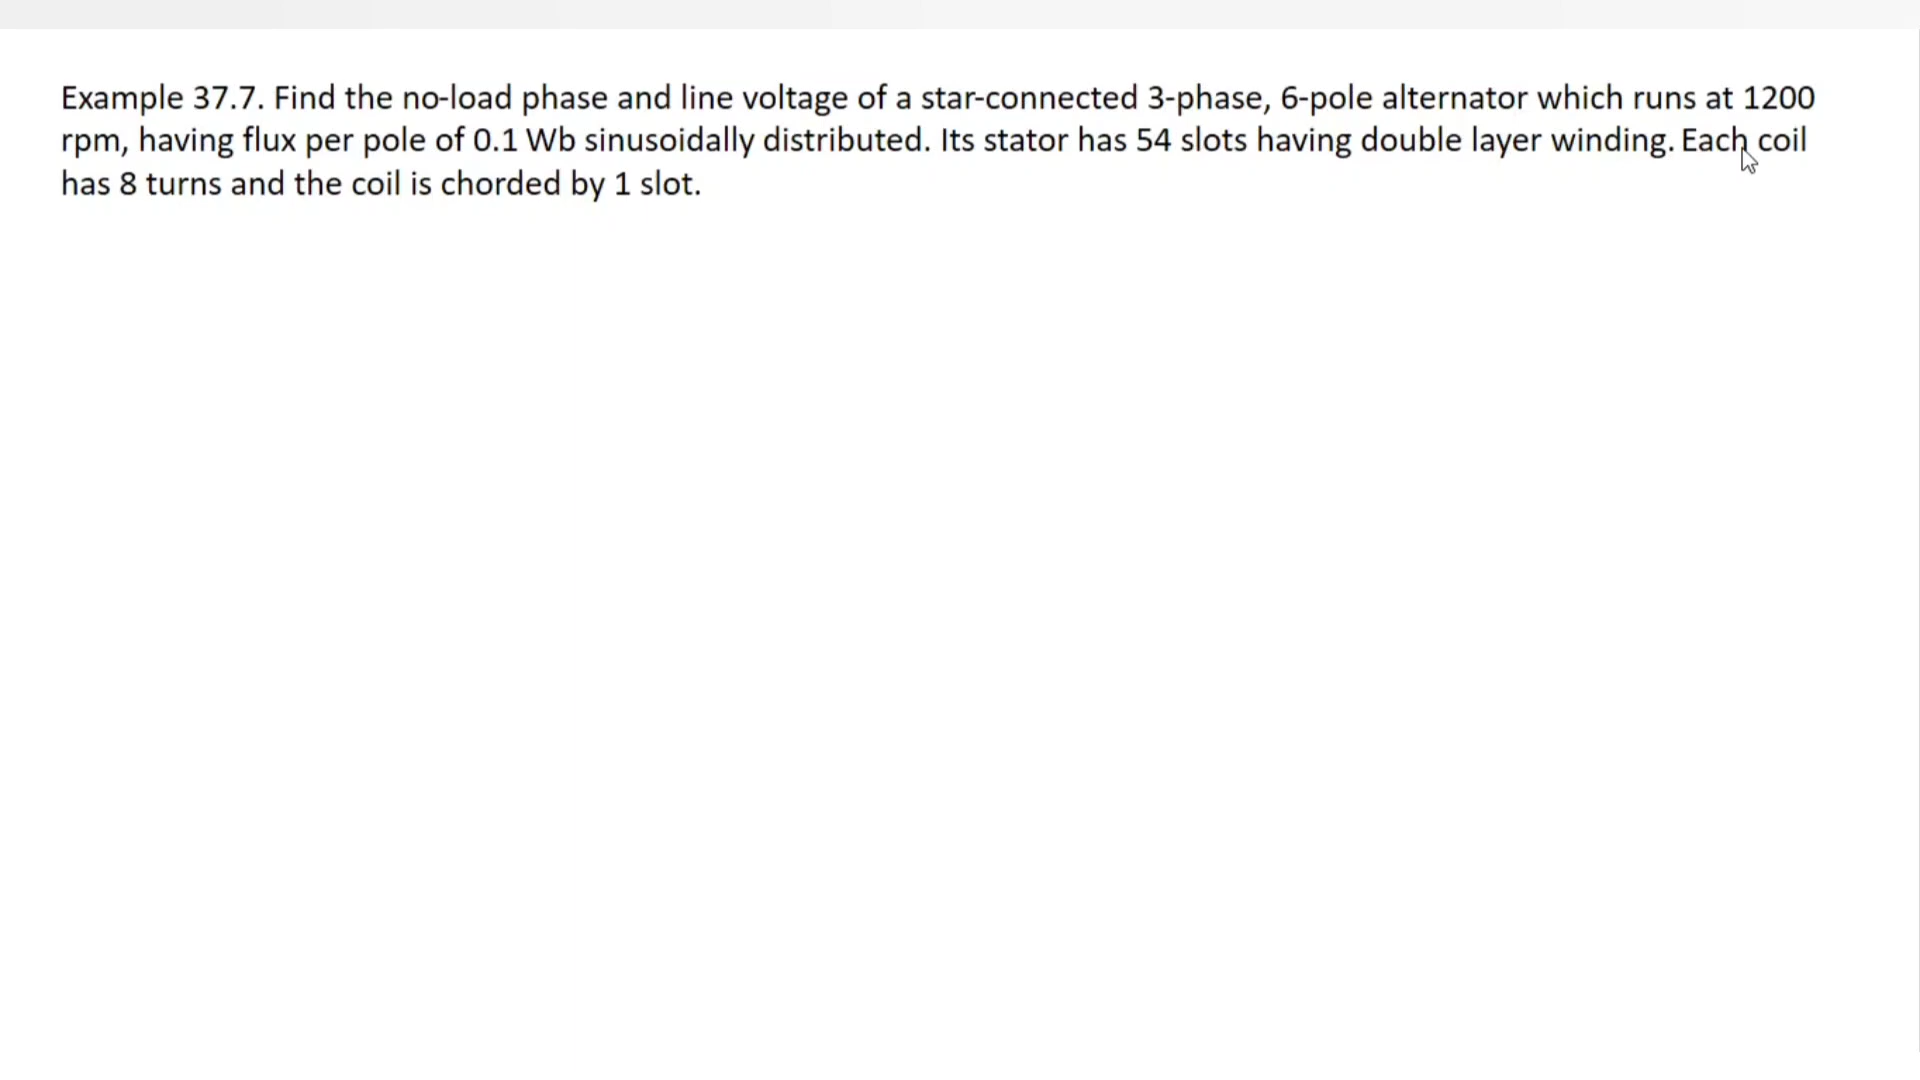 Example 37.7. Find the no-load phase and line voltage of a star-connected 3-phase, 6-pole alternator which runs at 1200
rpm, having flux per pole of 0.1 Wb sinusoidally distributed. Its stator has 54 slots having double layer winding. Each coil
has 8 turns and the coil is chorded by 1 slot.